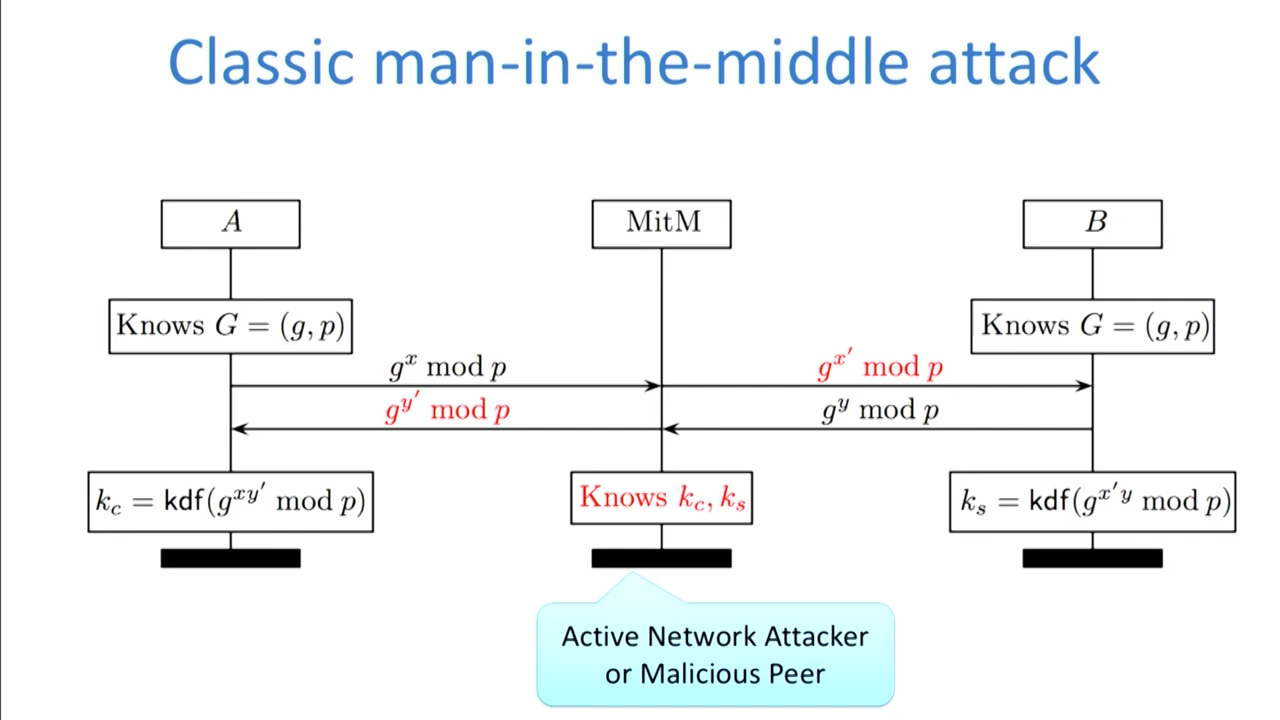 Classic man-in-the-middle attack
A
MitM
B
Knows G = (g, p)
Knows G = (g, p)
g^x mod p
g^{x'} mod p
g^{y'} mod p
g^y mod p
k_c = kdf(g^{xy'} mod p)
Knows k_c, k_s
k_s = kdf(g^{x'y} mod p)
Active Network Attacker
or Malicious Peer